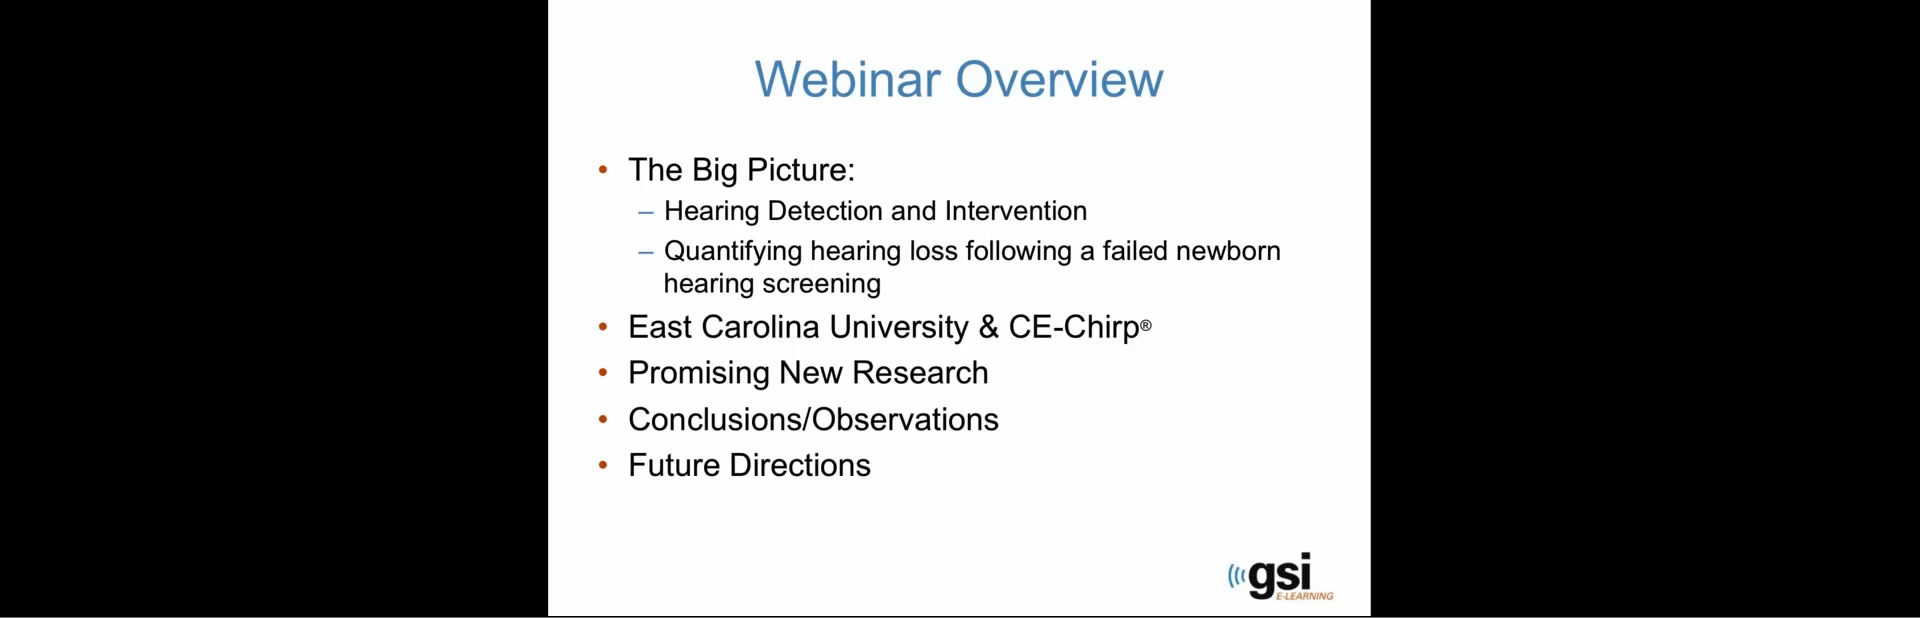 Webinar Overview
• The Big Picture:
– Hearing Detection and Intervention
– Quantifying hearing loss following a failed newborn
hearing screening
• East Carolina University & CE-Chirp®
• Promising New Research
• Conclusions/Observations
• Future Directions
gsi
E-LEARNING